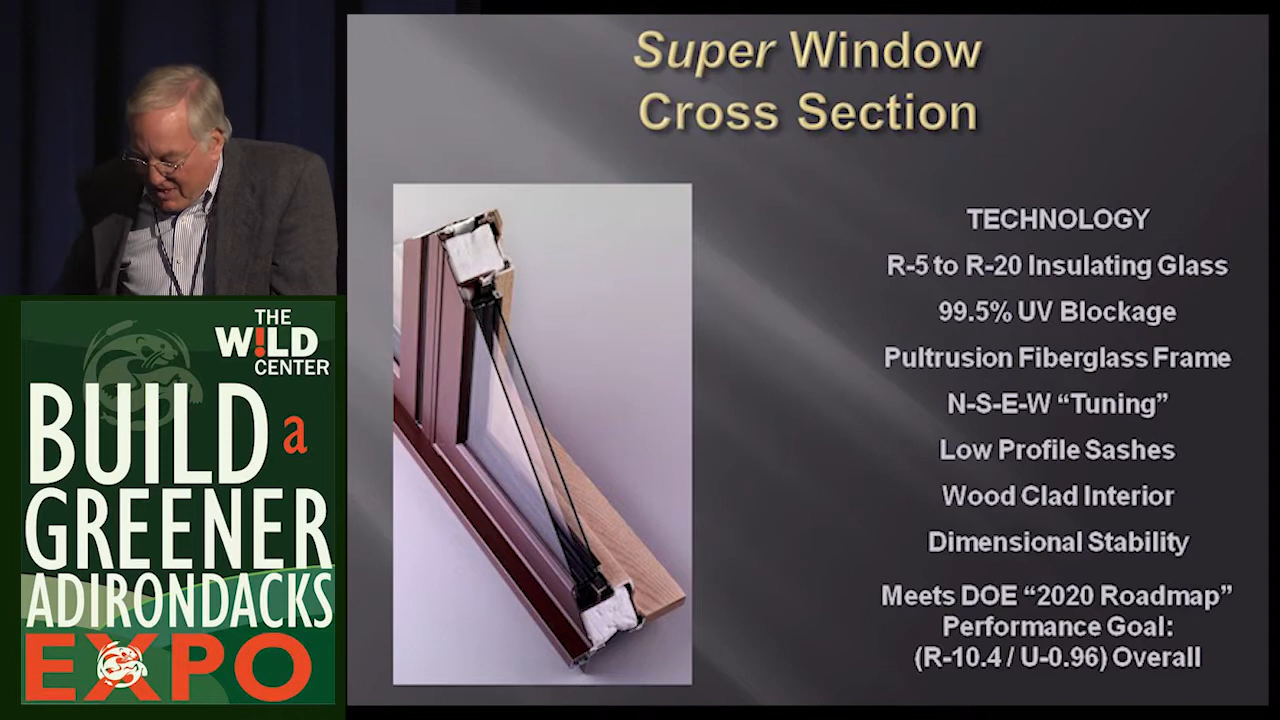 Super Window
Cross Section
TECHNOLOGY
R-5 to R-20 Insulating Glass
99.5% UV Blockage
Pultrusion Fiberglass Frame
N-S-E-W “Tuning”
Low Profile Sashes
Wood Clad Interior
Dimensional Stability
Meets DOE “2020 Roadmap”
Performance Goal:
(R-10.4 / U-0.96) Overall
THE
W!LD
CENTER
BUILD a
GREENER
ADIRONDACKS
EXPO